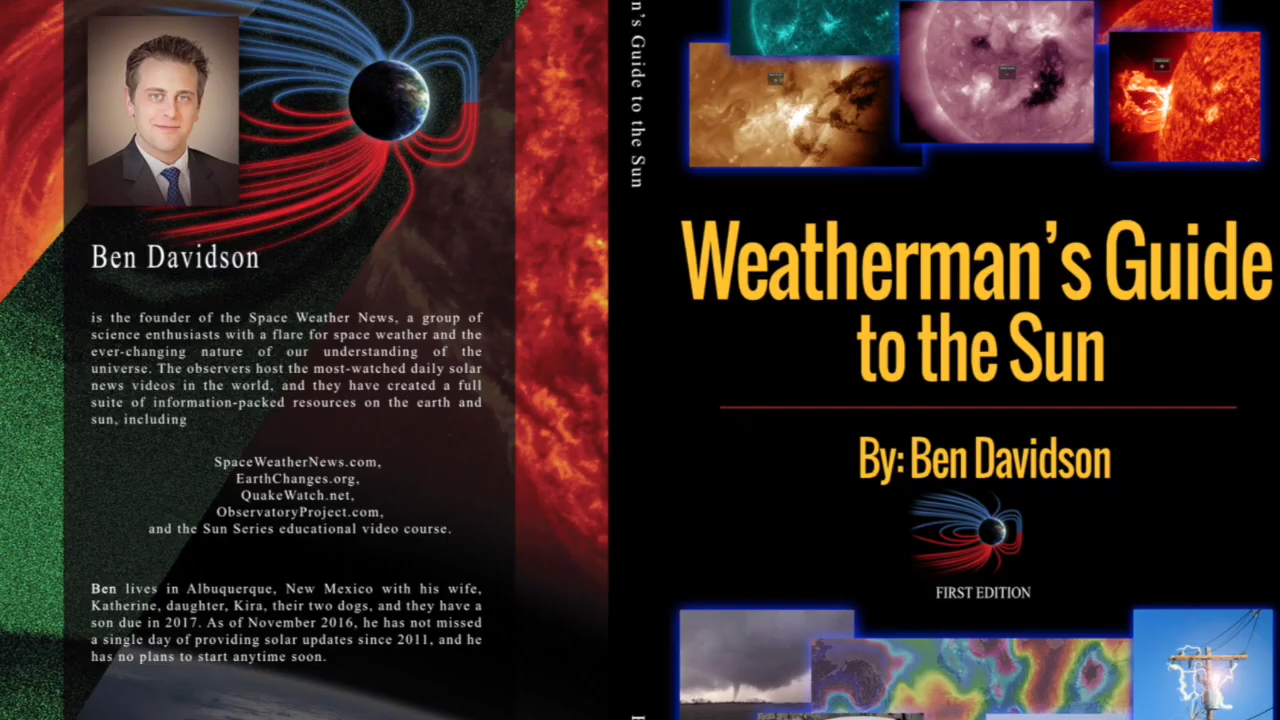 Ben Davidson
is the founder of the Space Weather News, a group of
science enthusiasts with a flare for space weather and the
ever-changing nature of our understanding of the
universe. The observers host the most-watched daily solar
news videos in the world, and they have created a full
suite of information-packed resources on the earth and
sun, including
SpaceWeatherNews.com,
EarthChanges.org,
QuakeWatch.net,
ObservatoryProject.com,
and the Sun Series educational video course.
Ben lives in Albuquerque, New Mexico with his wife,
Katherine, daughter, Kira, their two dogs, and they have a
son due in 2017. As of November 2016, he has not missed
a single day of providing solar updates since 2011, and he
has no plans to start anytime soon.
n's Guide to the Sun
Weatherman's Guide
to the Sun
By: Ben Davidson
FIRST EDITION